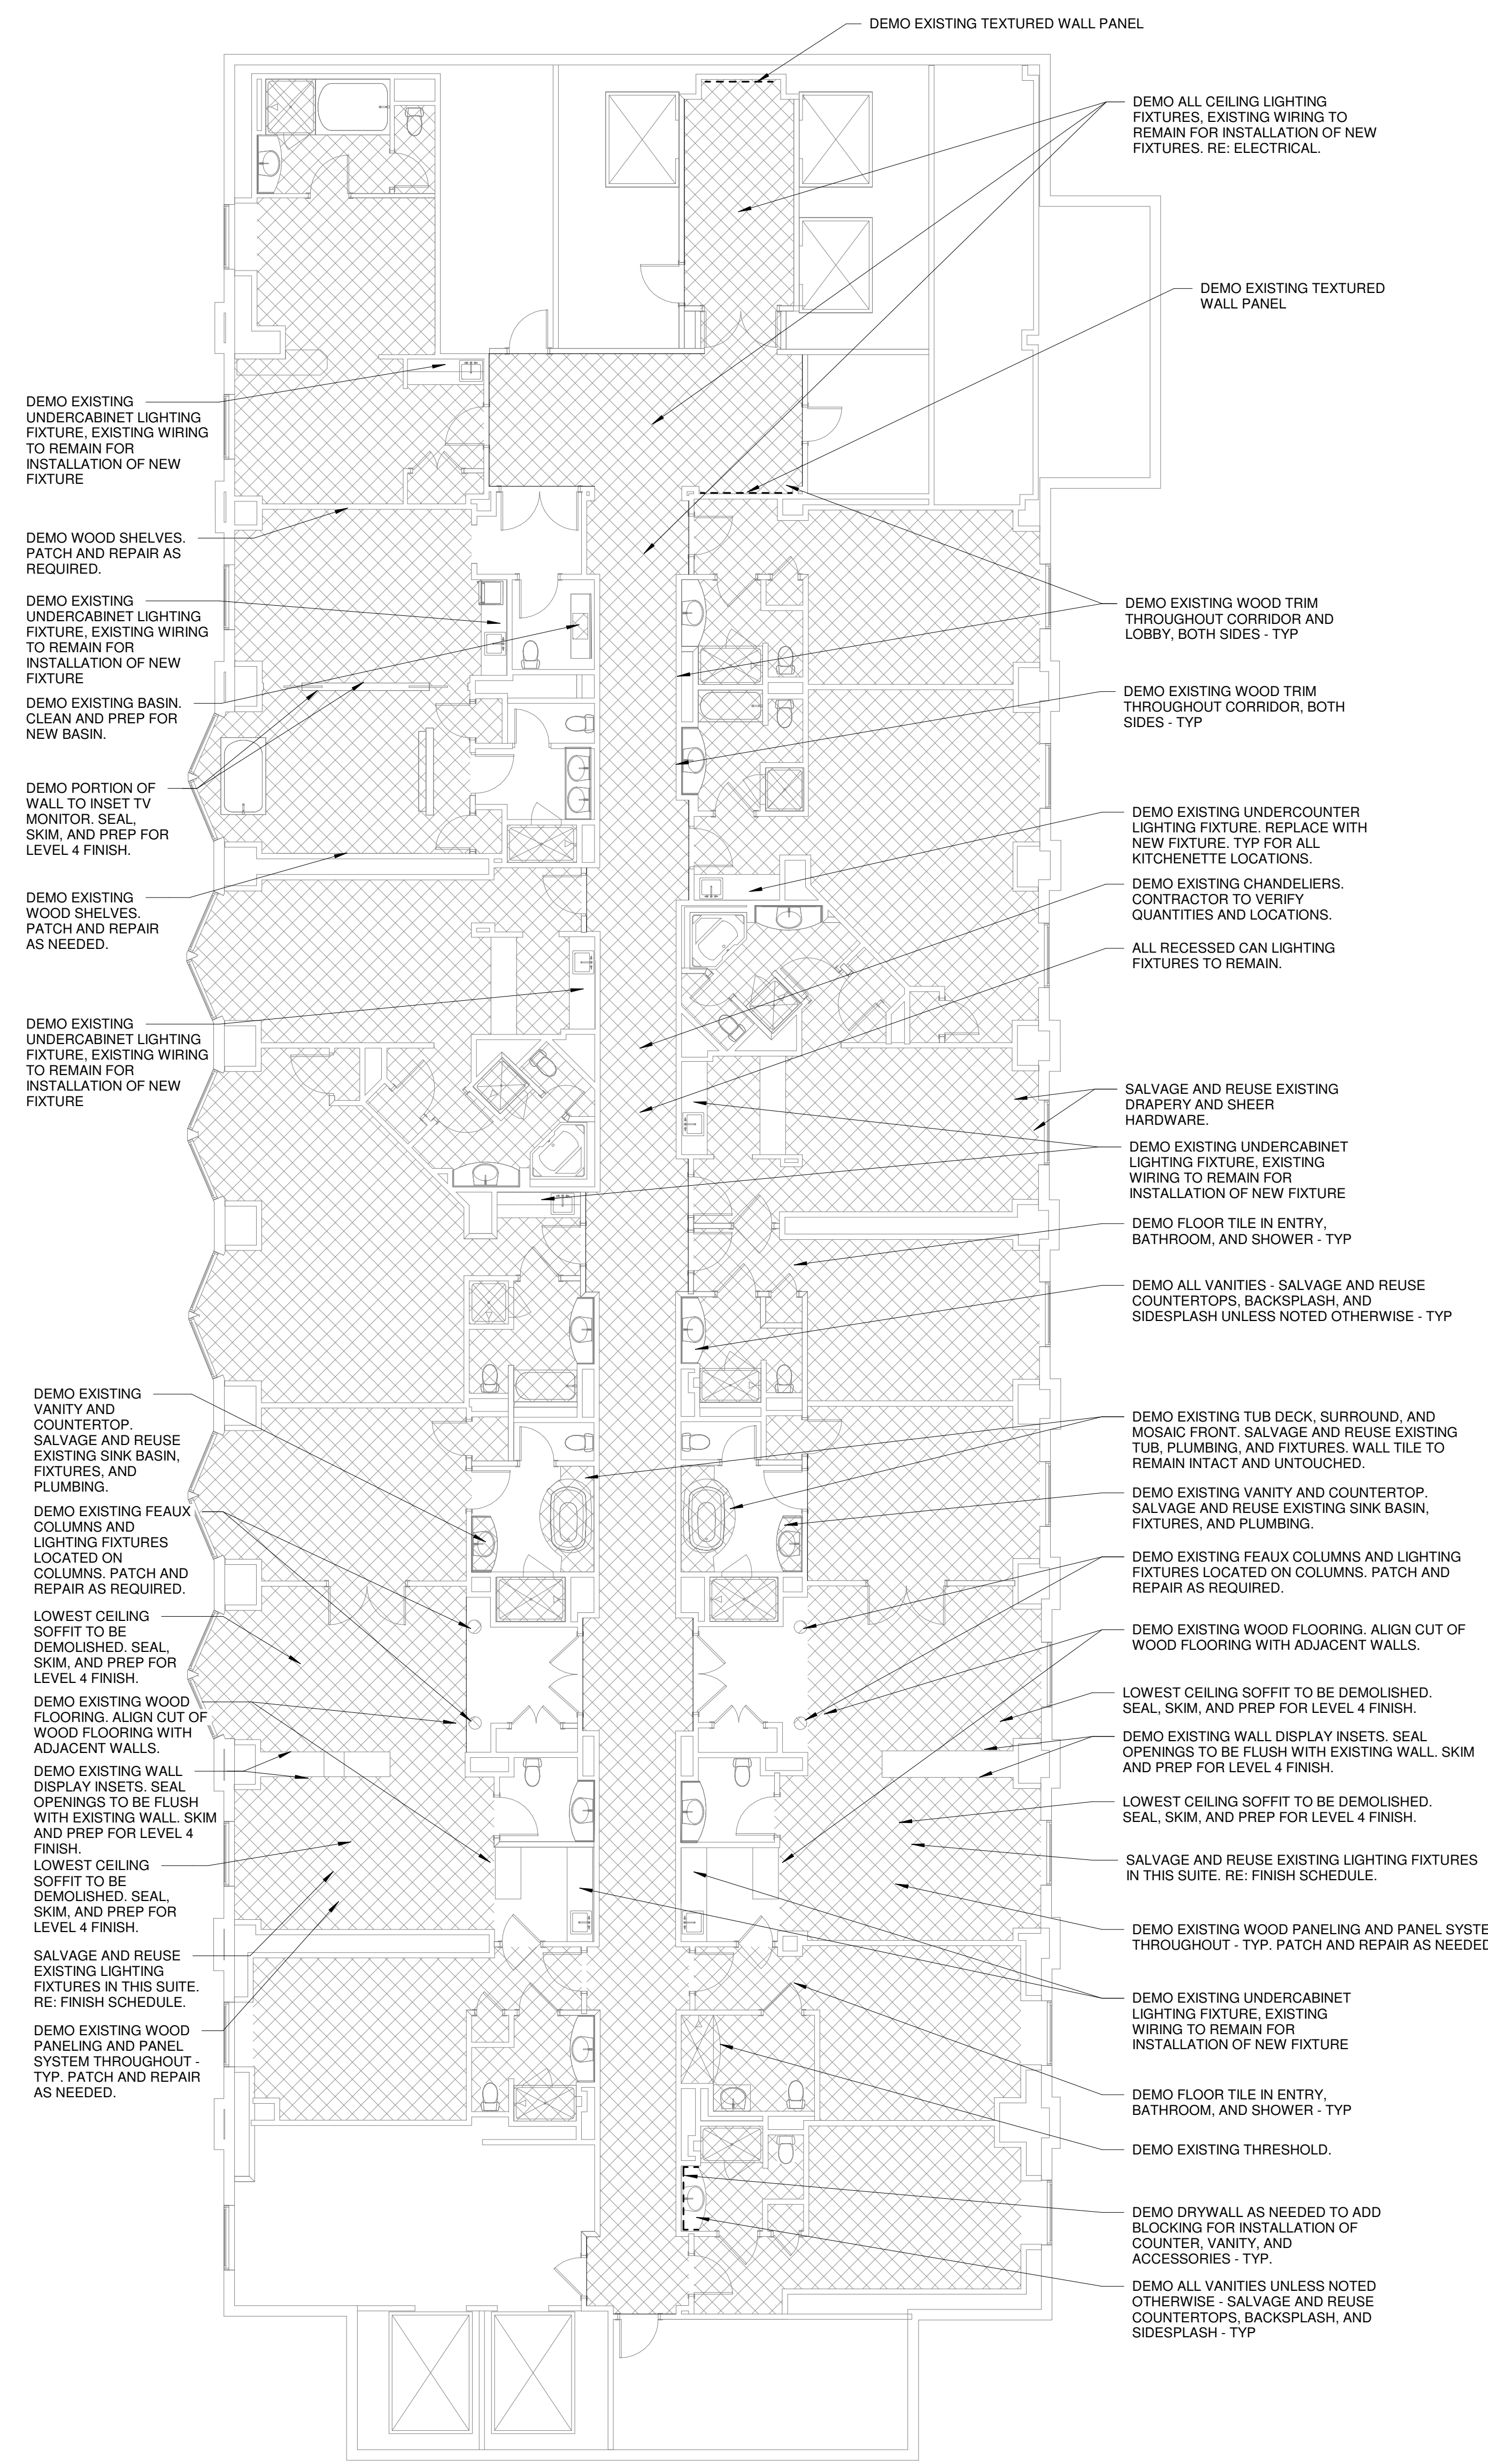 DEMO EXISTING TEXTURED WALL PANEL
DEMO ALL CEILING LIGHTING
FIXTURES, EXISTING WIRING TO
REMAIN FOR INSTALLATION OF NEW
FIXTURES. RE: ELECTRICAL.
DEMO EXISTING TEXTURED
WALL PANEL
DEMO EXISTING
UNDERCABINET LIGHTING
FIXTURE, EXISTING WIRING
TO REMAIN FOR
INSTALLATION OF NEW
FIXTURE
DEMO WOOD SHELVES.
PATCH AND REPAIR AS
REQUIRED.
DEMO EXISTING
UNDERCABINET LIGHTING
FIXTURE, EXISTING WIRING
TO REMAIN FOR
INSTALLATION OF NEW
FIXTURE
DEMO EXISTING BASIN.
CLEAN AND PREP FOR
NEW BASIN.
DEMO PORTION OF
WALL TO INSET TV
MONITOR. SEAL,
SKIM, AND PREP FOR
LEVEL 4 FINISH.
DEMO EXISTING
WOOD SHELVES.
PATCH AND REPAIR
AS NEEDED.
DEMO EXISTING
UNDERCABINET LIGHTING
FIXTURE, EXISTING WIRING
TO REMAIN FOR
INSTALLATION OF NEW
FIXTURE
DEMO EXISTING
VANITY AND
COUNTERTOP.
SALVAGE AND REUSE
EXISTING SINK BASIN,
FIXTURES, AND
PLUMBING.
DEMO EXISTING FEAUX
COLUMNS AND
LIGHTING FIXTURES
LOCATED ON
COLUMNS. PATCH AND
REPAIR AS REQUIRED.
LOWEST CEILING
SOFFIT TO BE
DEMOLISHED. SEAL,
SKIM, AND PREP FOR
LEVEL 4 FINISH.
DEMO EXISTING WOOD
FLOORING. ALIGN CUT OF
WOOD FLOORING WITH
ADJACENT WALLS.
DEMO EXISTING WALL
DISPLAY INSETS. SEAL
OPENINGS TO BE FLUSH
WITH EXISTING WALL. SKIM
AND PREP FOR LEVEL 4
FINISH.
LOWEST CEILING
SOFFIT TO BE
DEMOLISHED. SEAL,
SKIM, AND PREP FOR
LEVEL 4 FINISH.
SALVAGE AND REUSE
EXISTING LIGHTING
FIXTURES IN THIS SUITE.
RE: FINISH SCHEDULE.
DEMO EXISTING WOOD
PANELING AND PANEL
SYSTEM THROUGHOUT -
TYP. PATCH AND REPAIR
AS NEEDED.
DEMO EXISTING WOOD TRIM
THROUGHOUT CORRIDOR AND
LOBBY, BOTH SIDES - TYP
DEMO EXISTING WOOD TRIM
THROUGHOUT CORRIDOR, BOTH
SIDES - TYP
DEMO EXISTING UNDERCOUNTER
LIGHTING FIXTURE. REPLACE WITH
NEW FIXTURE. TYP FOR ALL
KITCHENETTE LOCATIONS.
DEMO EXISTING CHANDELIERS.
CONTRACTOR TO VERIFY
QUANTITIES AND LOCATIONS.
ALL RECESSED CAN LIGHTING
FIXTURES TO REMAIN.
SALVAGE AND REUSE EXISTING
DRAPERY AND SHEER
HARDWARE.
DEMO EXISTING UNDERCABINET
LIGHTING FIXTURE, EXISTING
WIRING TO REMAIN FOR
INSTALLATION OF NEW FIXTURE
DEMO FLOOR TILE IN ENTRY,
BATHROOM, AND SHOWER - TYP
DEMO ALL VANITIES - SALVAGE AND REUSE
COUNTERTOPS, BACKSPLASH, AND
SIDESPLASH UNLESS NOTED OTHERWISE - TYP
DEMO EXISTING TUB DECK, SURROUND, AND
MOSAIC FRONT. SALVAGE AND REUSE EXISTING
TUB, PLUMBING, AND FIXTURES. WALL TILE TO
REMAIN INTACT AND UNTOUCHED.
DEMO EXISTING VANITY AND COUNTERTOP.
SALVAGE AND REUSE EXISTING SINK BASIN,
FIXTURES, AND PLUMBING.
DEMO EXISTING FEAUX COLUMNS AND LIGHTING
FIXTURES LOCATED ON COLUMNS. PATCH AND
REPAIR AS REQUIRED.
DEMO EXISTING WOOD FLOORING. ALIGN CUT OF
WOOD FLOORING WITH ADJACENT WALLS.
LOWEST CEILING SOFFIT TO BE DEMOLISHED.
SEAL, SKIM, AND PREP FOR LEVEL 4 FINISH.
DEMO EXISTING WALL DISPLAY INSETS. SEAL
OPENINGS TO BE FLUSH WITH EXISTING WALL. SKIM
AND PREP FOR LEVEL 4 FINISH.
LOWEST CEILING SOFFIT TO BE DEMOLISHED.
SEAL, SKIM, AND PREP FOR LEVEL 4 FINISH.
SALVAGE AND REUSE EXISTING LIGHTING FIXTURES
IN THIS SUITE. RE: FINISH SCHEDULE.
DEMO EXISTING WOOD PANELING AND PANEL SYSTE
THROUGHOUT - TYP. PATCH AND REPAIR AS NEEDED
DEMO EXISTING UNDERCABINET
LIGHTING FIXTURE, EXISTING
WIRING TO REMAIN FOR
INSTALLATION OF NEW FIXTURE
DEMO FLOOR TILE IN ENTRY,
BATHROOM, AND SHOWER - TYP
DEMO EXISTING THRESHOLD.
DEMO DRYWALL AS NEEDED TO ADD
BLOCKING FOR INSTALLATION OF
COUNTER, VANITY, AND
ACCESSORIES - TYP.
DEMO ALL VANITIES UNLESS NOTED
OTHERWISE - SALVAGE AND REUSE
COUNTERTOPS, BACKSPLASH, AND
SIDESPLASH - TYP